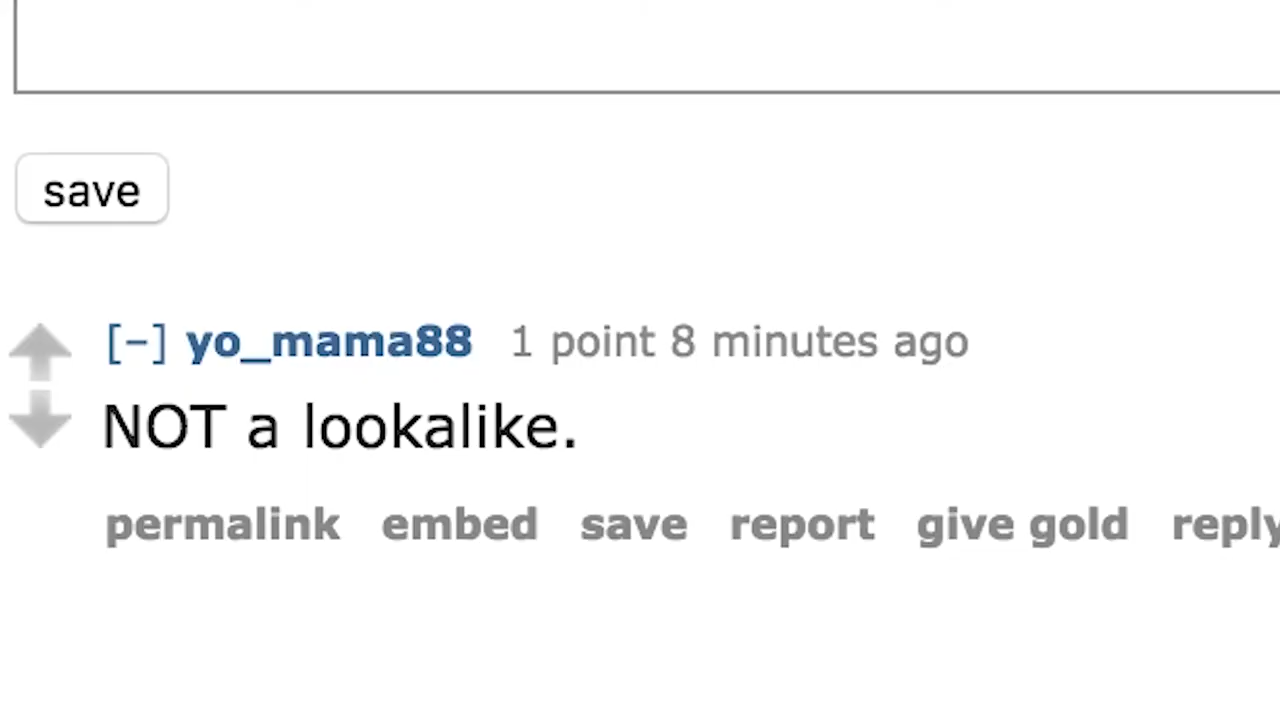 save
[–] yo_mama88 1 point 8 minutes ago
NOT a lookalike.
permalink embed save report give gold reply